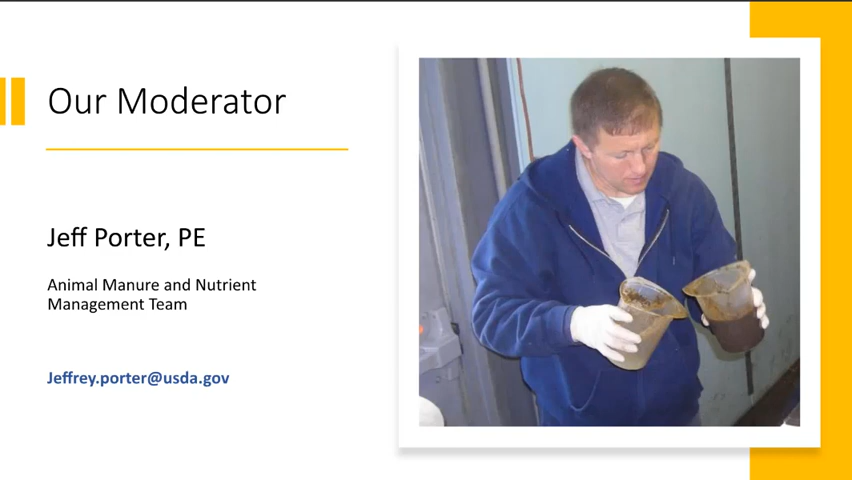 Our Moderator
Jeff Porter, PE
Animal Manure and Nutrient
Management Team
Jeffrey.porter@usda.gov